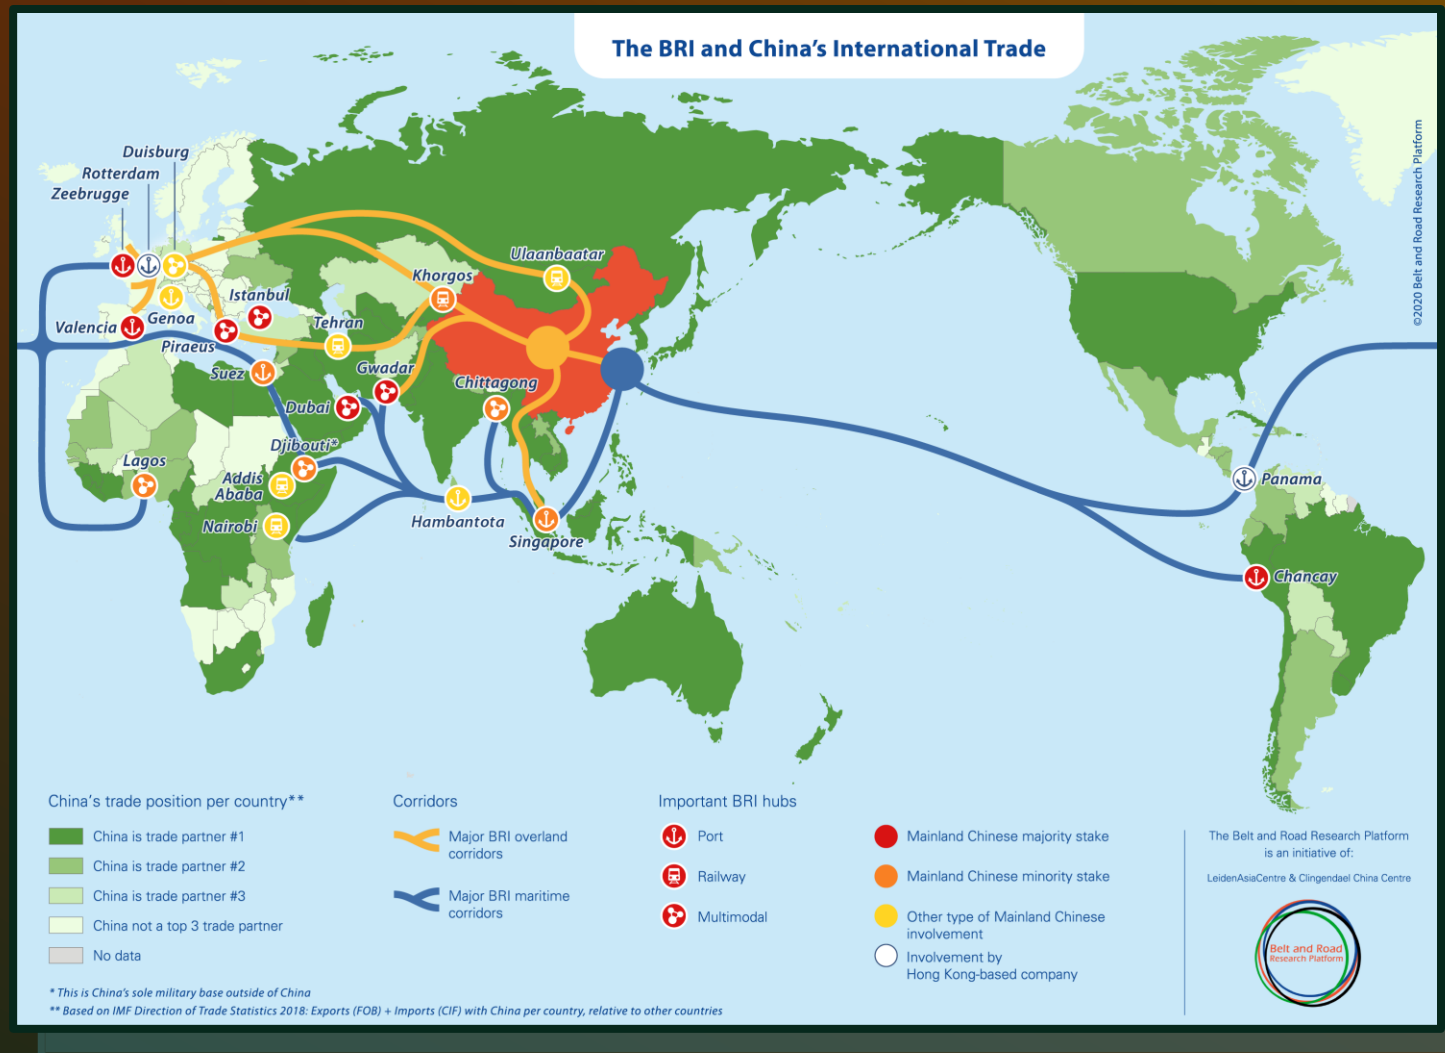 The BRI and China's International Trade
Duisburg
Rotterdam
Zeebrugge
©2020 Belt and Road Research Platform
Ulaanbaatar
Khorgos
Istanbul
Genoa
Valencia
Tehran
Piraeus
Gwadar
Suez
Chittagong
Dubai
Djibouti*
Lagos
Addis
Ababa
Panama
Nairobi
Hambantota
Singapore
Chancay
China's trade position per country**
China is trade partner #1
China is trade partner #2
China is trade partner #3
China not a top 3 trade partner
No data
Corridors
Major BRI overland
corridors
Major BRI maritime
corridors
Important BRI hubs
Port
Railway
Multimodal
Mainland Chinese majority stake
Mainland Chinese minority stake
Other type of Mainland Chinese
involvement
Involvement by
Hong Kong-based company
The Belt and Road Research Platform
is an initiative of:
LeidenAsiaCentre & Clingendael China Centre
Belt and Road
Research Platform
* This is China's sole military base outside of China
** Based on IMF Direction of Trade Statistics 2018: Exports (FOB) + Imports (CIF) with China per country, relative to other countries